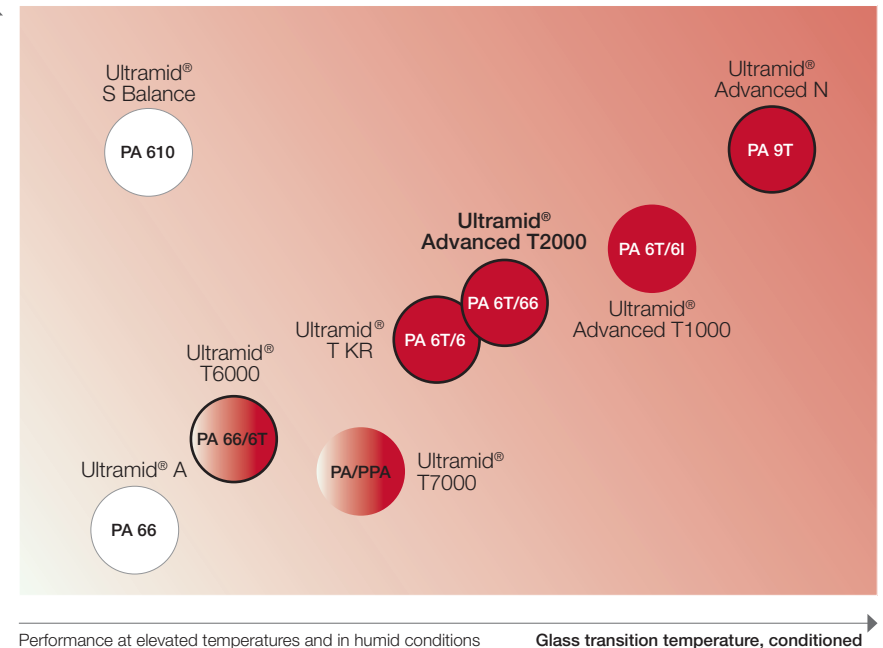 Ultramid®
S Balance
PA 610
Ultramid®
Advanced N
PA 9T
Ultramid®
Advanced T2000
PA 6T/66
PA 6T/6I
Ultramid®
Advanced T1000
Ultramid®
T KR
PA 6T/6
Ultramid®
T6000
PA 66/6T
Ultramid® A
PA 66
PA/PPA
Ultramid®
T7000
Performance at elevated temperatures and in humid conditions
Glass transition temperature, conditioned